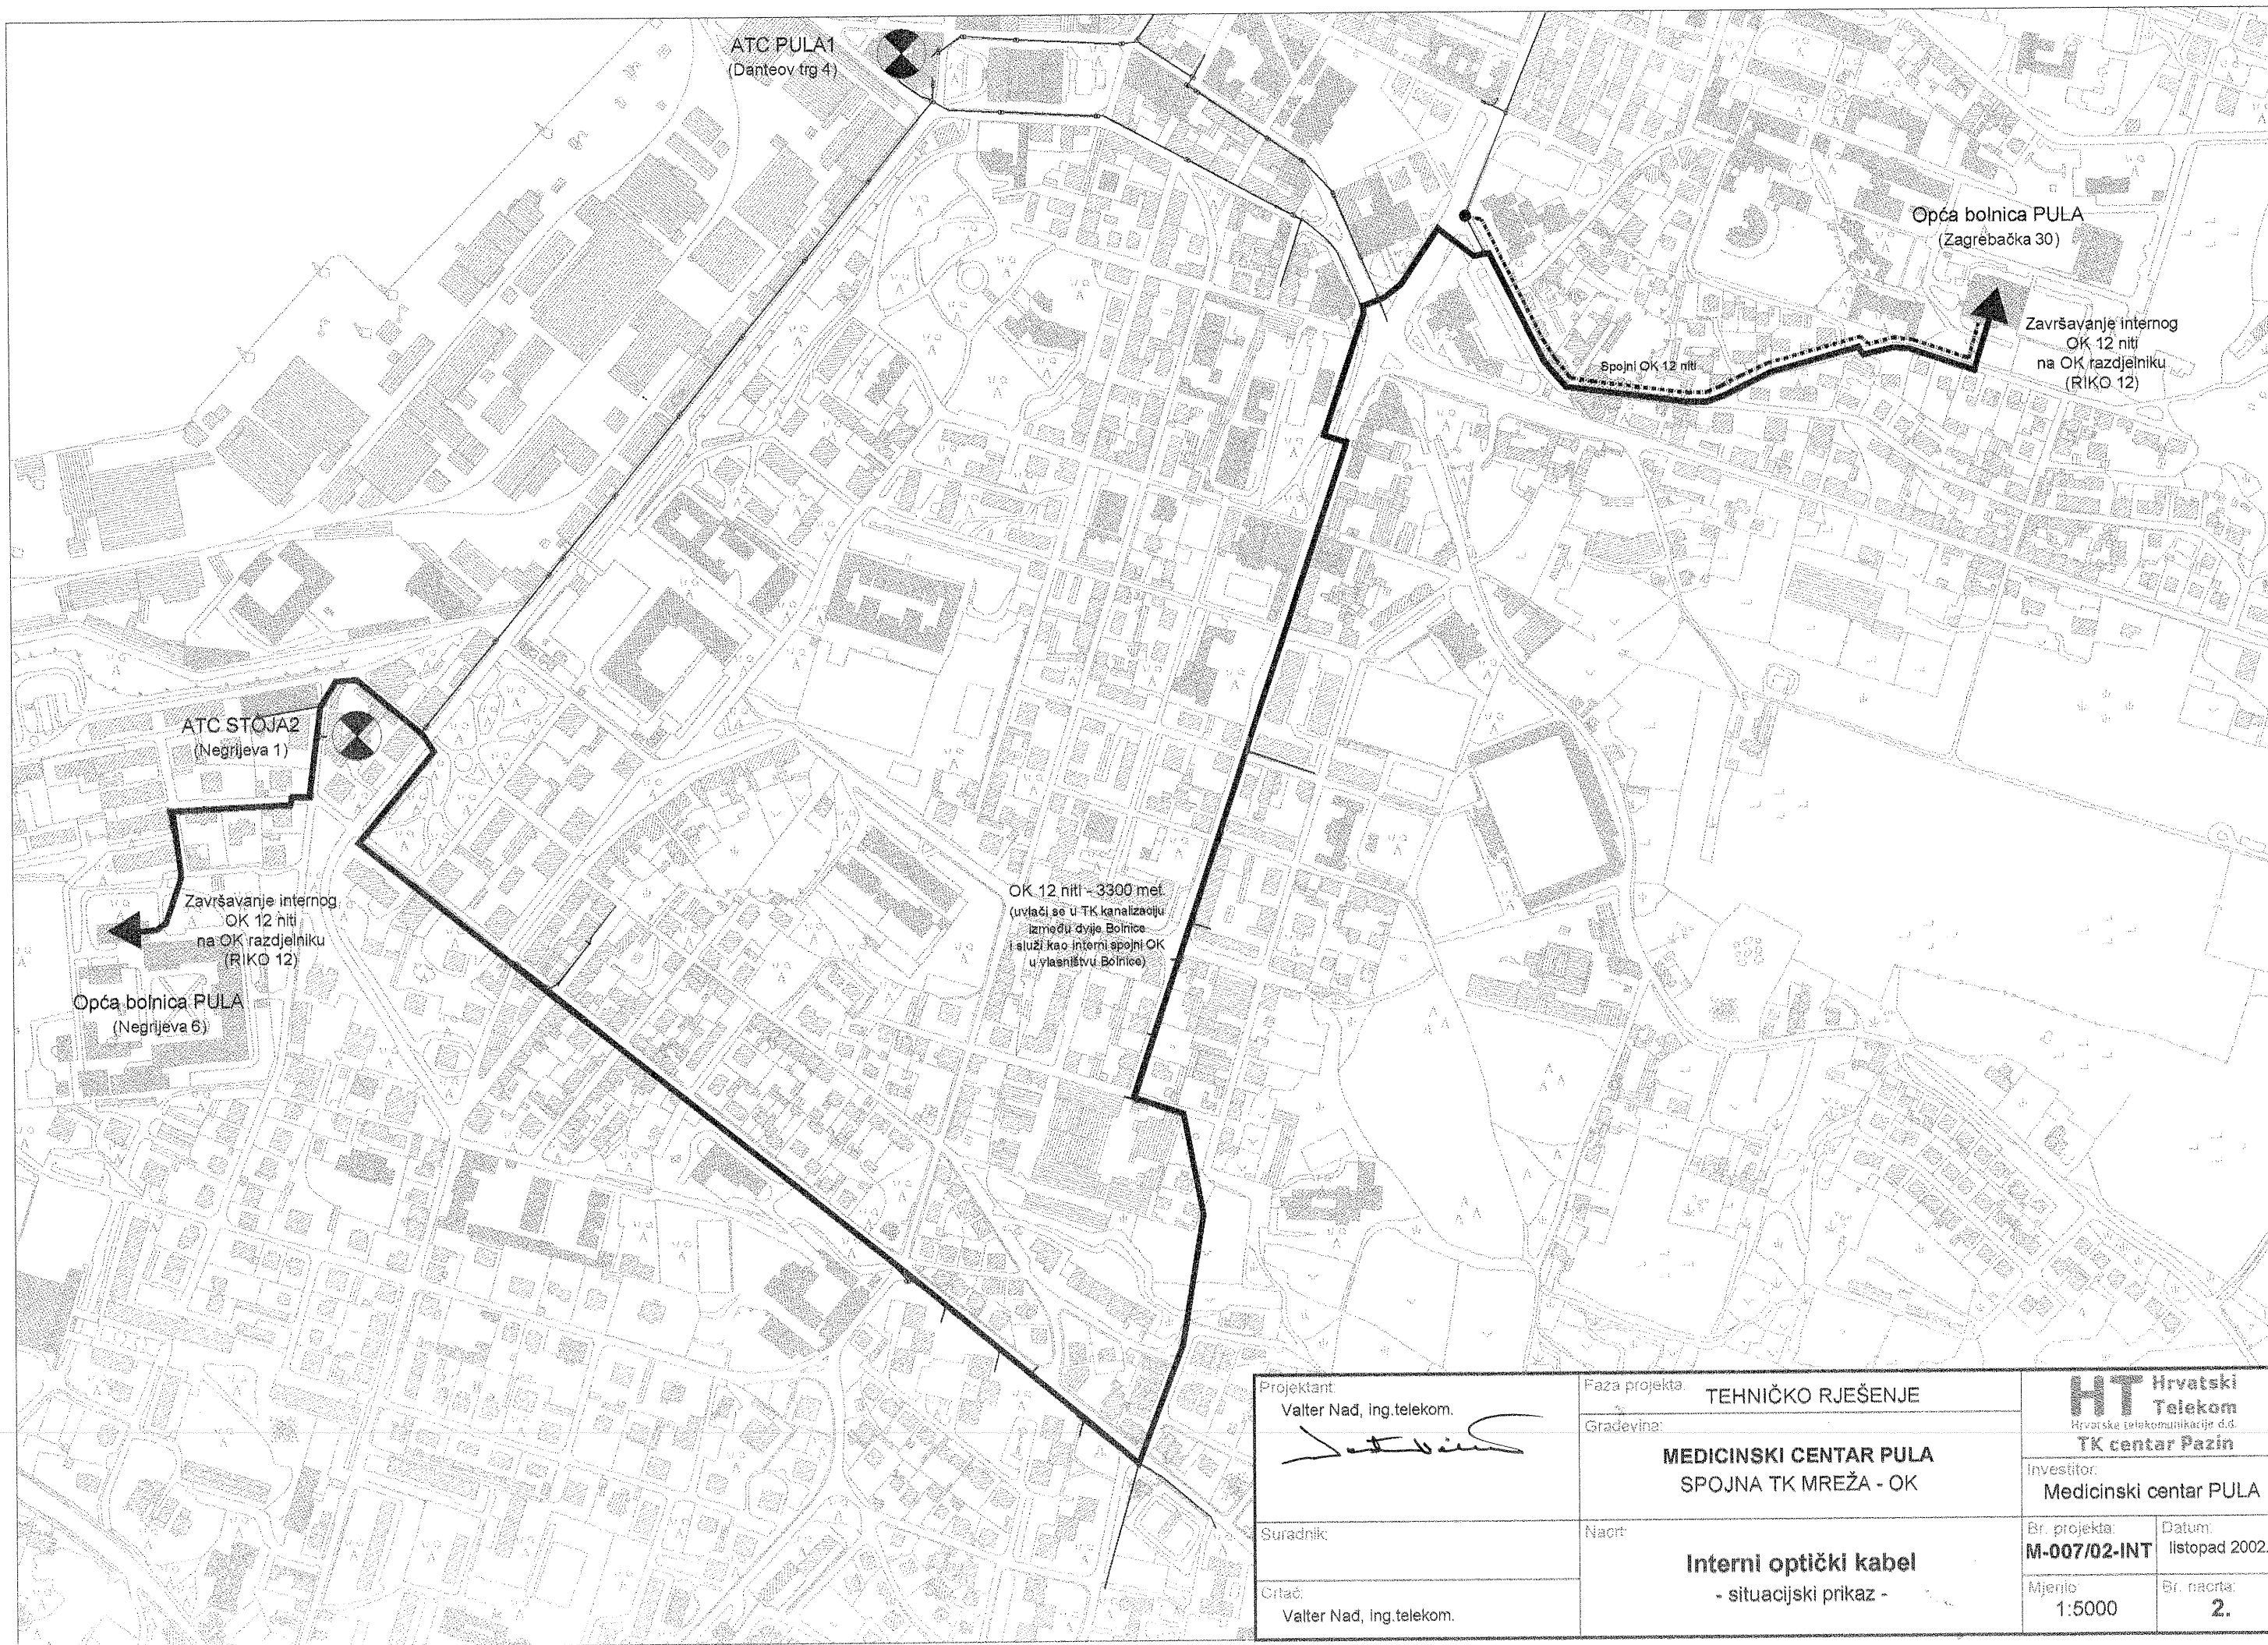 ATC PULA1
(Danteov trg 4)
Opća bolnica PULA
(Zagrebačka 30)
Završavanje internog
OK 12 niti
na OK razdjelniku
(RIKO 12)
Spojni OK 12 niti
ATC STOJA2
(Negrijeva 1)
OK 12 niti - 3300 met.
(uvlači se u TK kanalizaciju
između dvije Bolnice
i služi kao interni spojni OK
u vlasništvu Bolnice)
Završavanje internog
OK 12 niti
na OK razdjelniku
(RIKO 12)
Opća bolnica PULA
(Negrijeva 6)
Projektant:
Valter Nađ, ing.telekom.
Suradnik:
Crtač:
Valter Nađ, ing.telekom.
Faza projekta:
TEHNIČKO RJEŠENJE
Građevina:
MEDICINSKI CENTAR PULA
SPOJNA TK MREŽA - OK
Nacrt:
Interni optički kabel
- situacijski prikaz -
HT Hrvatski
Telekom
Hrvatske telekomunikacije d.d.
TK centar Pazin
Investitor:
Medicinski centar PULA
Br. projekta:
M-007/02-INT
Datum:
listopad 2002.
Mjerilo
1:5000
Br. nacrta:
2.